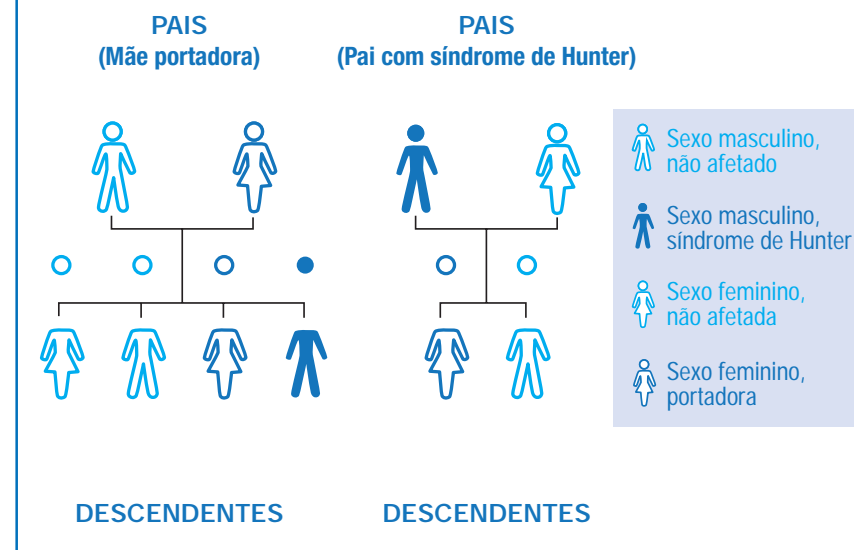 PAIS
(Mãe portadora)
PAIS
(Pai com síndrome de Hunter)
Sexo masculino,
não afetado
Sexo masculino,
síndrome de Hunter
Sexo feminino,
não afetada
Sexo feminino,
portadora
DESCENDENTES
DESCENDENTES